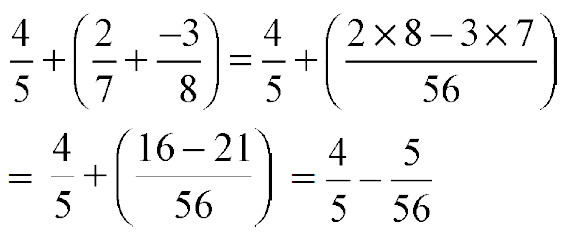 4/5 + (2/7 + -3/8) = 4/5 + ((2 × 8 – 3 × 7)/56)
= 4/5 + ((16 – 21)/56) = 4/5 – 5/56